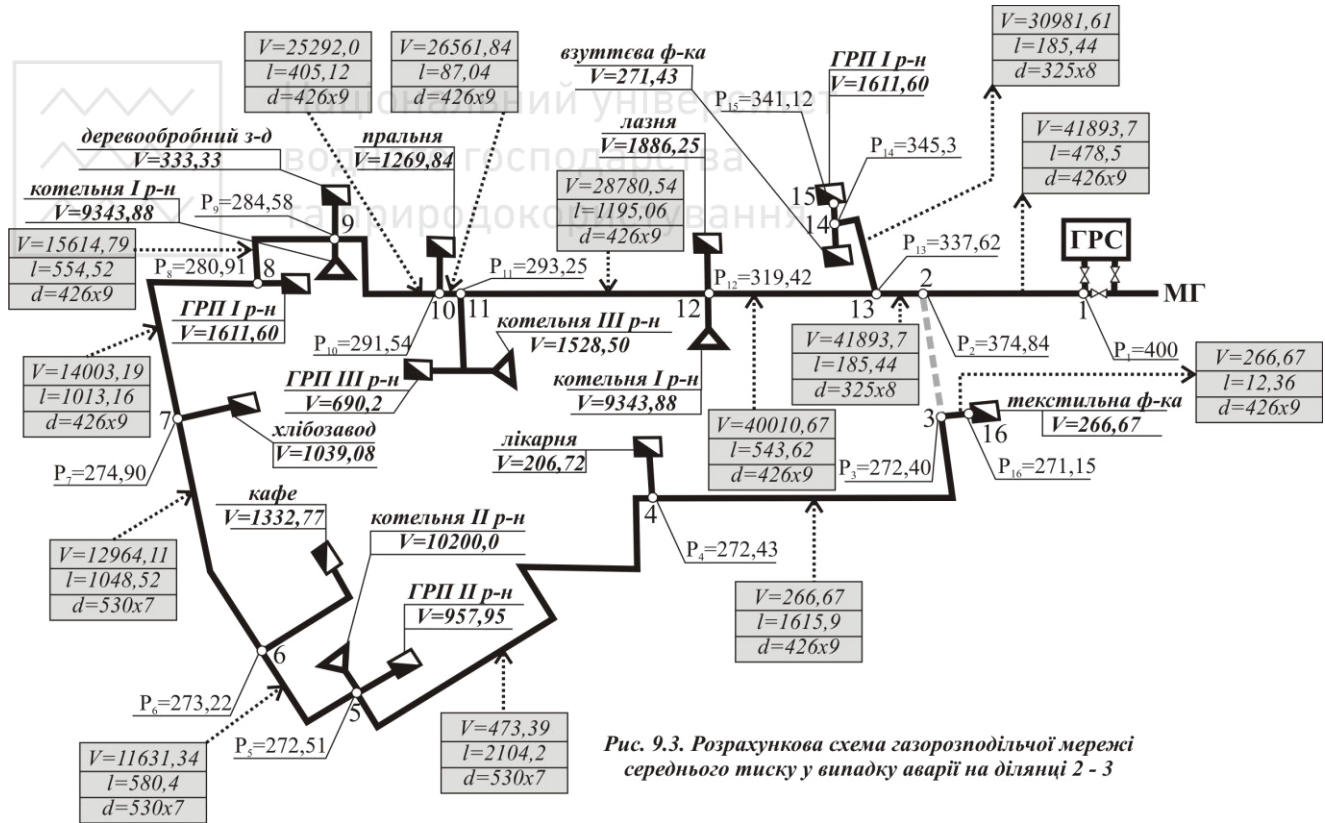 V=30981,61
l=185,44
d=325x8
V=25292,0
l=405,12
d=426x9
V=26561,84
l=87,04
d=426x9
взуттєва ф-ка
V=271,43
ГРП І р-н
V=1611,60
Національний університет
водного господарства
та природокористування
P₁₅=341,12
деревообробний з-д
V=333,33
пральня
V=1269,84
лазня
V=1886,25
P₁₄=345,3
V=41893,7
l=478,5
d=426x9
котельня І р-н
V=9343,88
P₉=284,58
V=28780,54
l=1195,06
d=426x9
15
14
9
ГРС
V=15614,79
l=554,52
d=426x9
P₈=280,91
8
P₁₁=293,25
P₁₂=319,42
P₁₃=337,62
2
МГ
10
11
12
13
1
ГРП І р-н
V=1611,60
P₁₀=291,54
котельня ІІІ р-н
V=1528,50
V=41893,7
l=185,44
d=325x8
P₂=374,84
P₁=400
V=266,67
l=12,36
d=426x9
V=14003,19
l=1013,16
d=426x9
ГРП ІІІ р-н
V=690,2
котельня І р-н
V=9343,88
текстильна ф-ка
V=266,67
7
хлібозавод
V=1039,08
лікарня
V=206,72
V=40010,67
l=543,62
d=426x9
3
16
P₃=272,40
P₁₆=271,15
P₇=274,90
кафе
V=1332,77
котельня ІІ р-н
V=10200,0
4
P₄=272,43
V=12964,11
l=1048,52
d=530x7
ГРП ІІ р-н
V=957,95
V=266,67
l=1615,9
d=426x9
6
P₆=273,22
5
P₅=272,51
V=473,39
l=2104,2
d=530x7
V=11631,34
l=580,4
d=530x7
Рис. 9.3. Розрахункова схема газорозподільчої мережі
середнього тиску у випадку аварії на ділянці 2 - 3